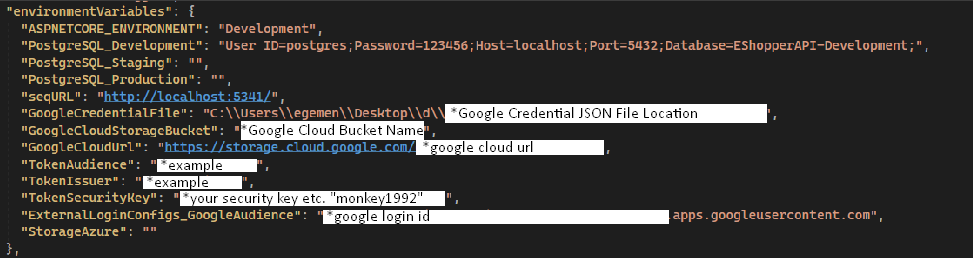 "environmentVariables": {
"ASPNETCORE_ENVIRONMENT": "Development",
"PostgreSQL_Development": "User ID=postgres;Password=123456;Host=localhost;Port=5432;Database=EShopperAPI-Development;",
"PostgreSQL_Staging": "",
"PostgreSQL_Production": "",
"seqURL": "http://localhost:5341/",
"GoogleCredentialFile": "C:\\Users\\egemen\\Desktop\\d\\ *Google Credential JSON File Location ,
"GoogleCloudStorageBucket": "*Google Cloud Bucket Name",
"GoogleCloudUrl": "https://storage.cloud.google.com/ *google cloud url ,
"TokenAudience": "*example ",
"TokenIssuer": "*example ",
"TokenSecurityKey": "*your security key etc. "monkey1992" ",
"ExternalLoginConfigs_GoogleAudience": "*google login id .apps.googleusercontent.com",
"StorageAzure": ""
},